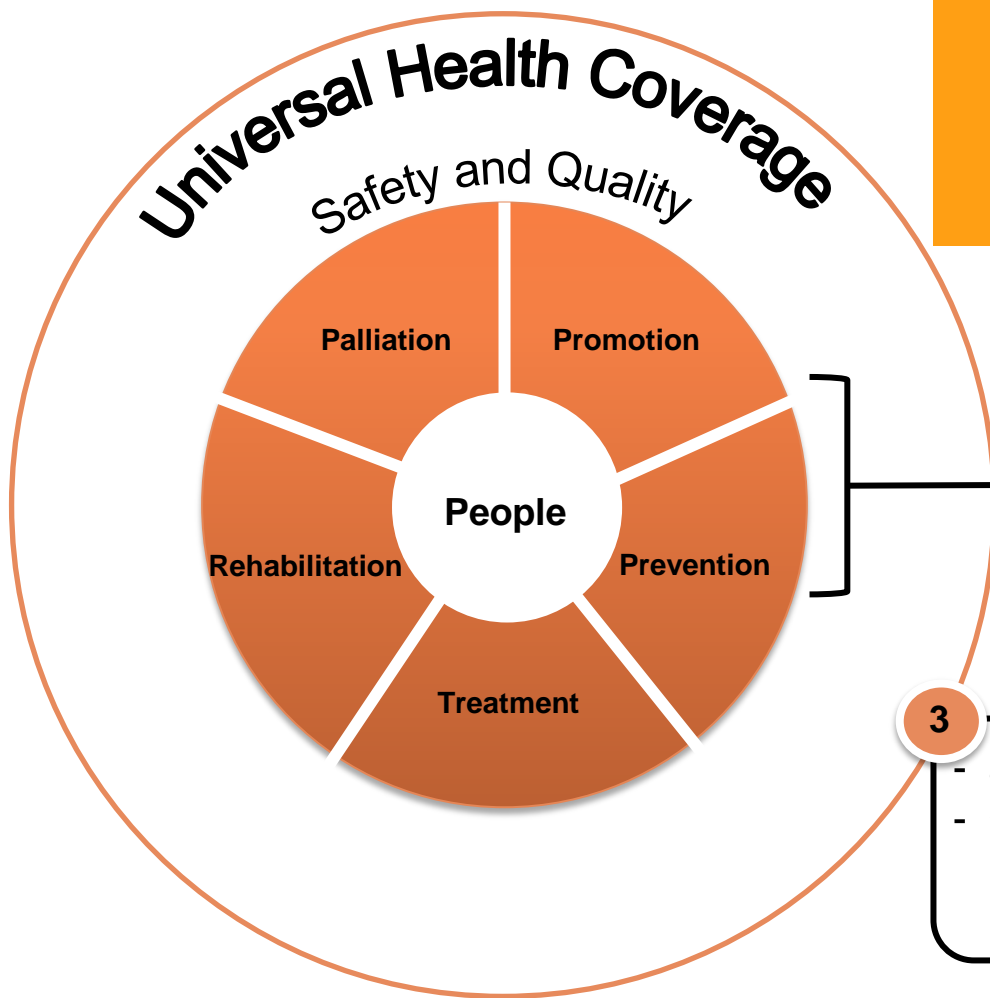 Universal Health Coverage
Safety and Quality
Palliation
Promotion
People
Rehabilitation
Prevention
Treatment
3
-
-